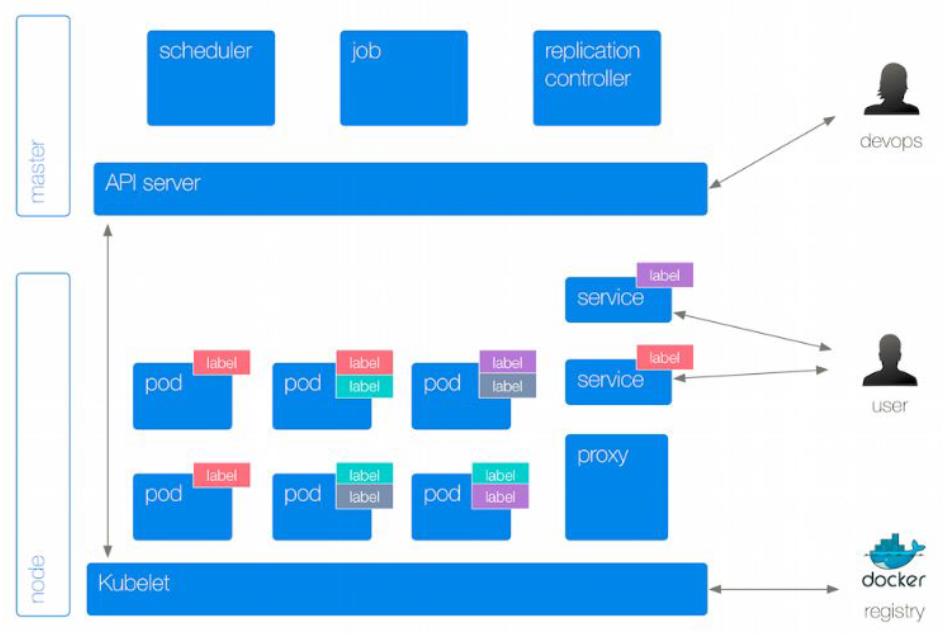 master
scheduler
job
replication
controller
API server
devops
node
label
service
label
service
user
label
pod
label
label
pod
label
label
pod
label
pod
label
label
pod
label
label
pod
proxy
Kubelet
docker
registry